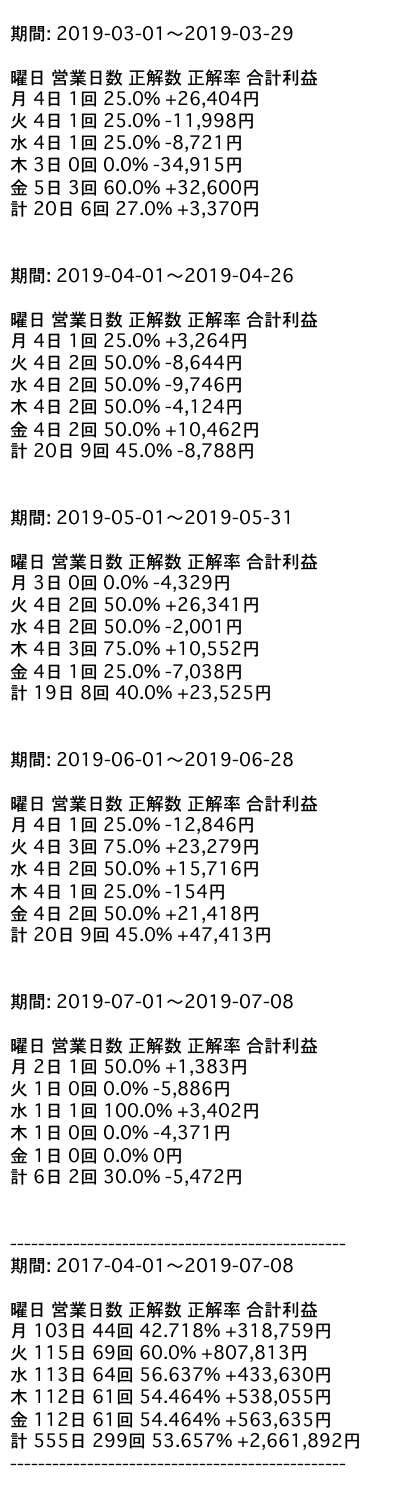 期間: 2019-03-01～2019-03-29
曜日 営業日数 正解数 正解率 合計利益
月 4日 1回 25.0% +26,404円
火 4日 1回 25.0% -11,998円
水 4日 1回 25.0% -8,721円
木 3日 0回 0.0% -34,915円
金 5日 3回 60.0% +32,600円
計 20日 6回 27.0% +3,370円
期間: 2019-04-01～2019-04-26
曜日 営業日数 正解数 正解率 合計利益
月 4日 1回 25.0% +3,264円
火 4日 2回 50.0% -8,644円
水 4日 2回 50.0% -9,746円
木 4日 2回 50.0% -4,124円
金 4日 2回 50.0% +10,462円
計 20日 9回 45.0% -8,788円
期間: 2019-05-01～2019-05-31
曜日 営業日数 正解数 正解率 合計利益
月 3日 0回 0.0% -4,329円
火 4日 2回 50.0% +26,341円
水 4日 2回 50.0% -2,001円
木 4日 3回 75.0% +10,552円
金 4日 1回 25.0% -7,038円
計 19日 8回 40.0% +23,525円
期間: 2019-06-01～2019-06-28
曜日 営業日数 正解数 正解率 合計利益
月 4日 1回 25.0% -12,846円
火 4日 3回 75.0% +23,279円
水 4日 2回 50.0% +15,716円
木 4日 1回 25.0% -154円
金 4日 2回 50.0% +21,418円
計 20日 9回 45.0% +47,413円
期間: 2019-07-01～2019-07-08
曜日 営業日数 正解数 正解率 合計利益
月 2日 1回 50.0% +1,383円
火 1日 0回 0.0% -5,886円
水 1日 1回 100.0% +3,402円
木 1日 0回 0.0% -4,371円
金 1日 0回 0.0% 0円
計 6日 2回 30.0% -5,472円
------------------------------------------------
期間: 2017-04-01～2019-07-08
曜日 営業日数 正解数 正解率 合計利益
月 103日 44回 42.718% +318,759円
火 115日 69回 60.0% +807,813円
水 113日 64回 56.637% +433,630円
木 112日 61回 54.464% +538,055円
金 112日 61回 54.464% +563,635円
計 555日 299回 53.657% +2,661,892円
------------------------------------------------